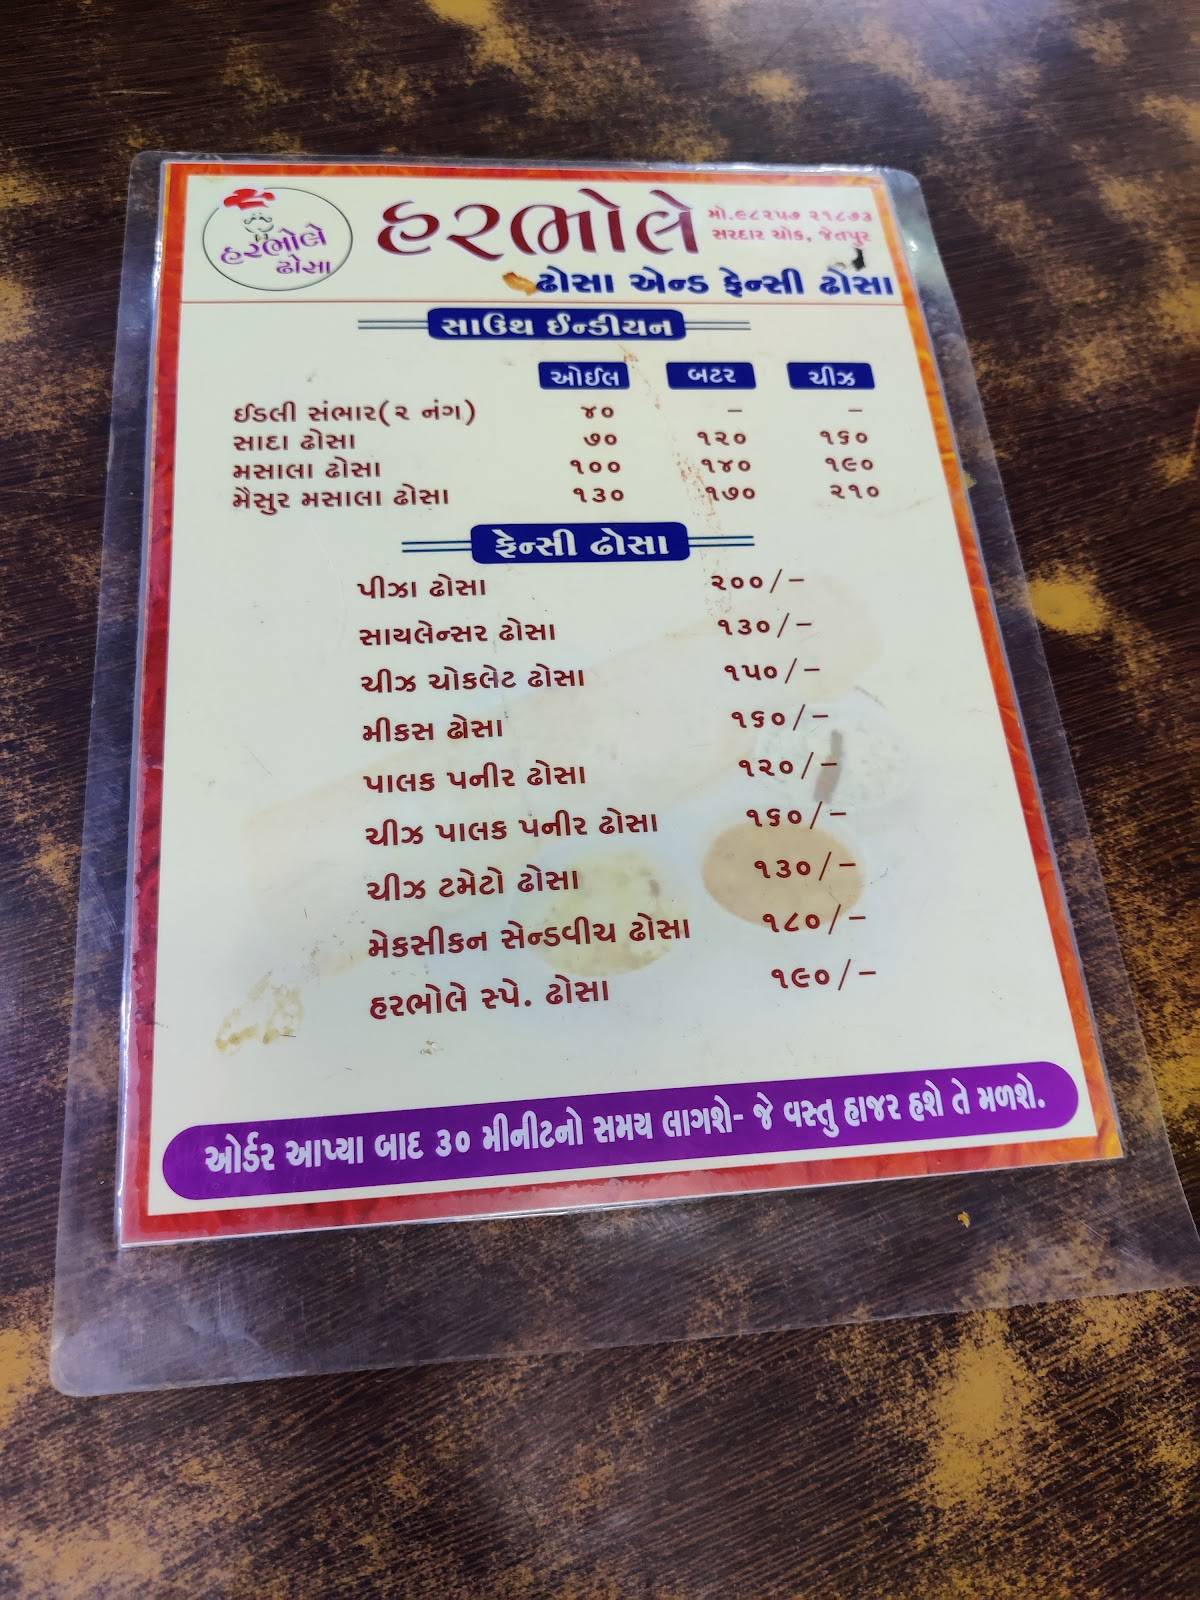 હરભોલે
ઢોસા
હરભોલે
મો.૯૮૨૫૭ ૨૧૮૭૩
સરદાર ચોક, જેતપુર
ઢોસા એન્ડ ફેન્સી ઢોસા
સાઉથ ઈન્ડીયન
ઓઈલ બટર ચીઝ
ઈડલી સંભાર(૨ નંગ) ૪૦ – –
સાદા ઢોસા ૭૦ ૧૨૦ ૧૬૦
મસાલા ઢોસા ૧૦૦ ૧૪૦ ૧૯૦
મૈસુર મસાલા ઢોસા ૧૩૦ ૧૭૦ ૨૧૦
ફેન્સી ઢોસા
પીઝા ઢોસા ૨૦૦/–
સાયલેન્સર ઢોસા ૧૩૦/–
ચીઝ ચોકલેટ ઢોસા ૧૫૦/–
મીકસ ઢોસા ૧૬૦/–
પાલક પનીર ઢોસા ૧૨૦/–
ચીઝ પાલક પનીર ઢોસા ૧૬૦/–
ચીઝ ટમેટો ઢોસા ૧૩૦/–
મેકસીકન સેન્ડવીચ ઢોસા ૧૮૦/–
હરભોલે સ્પે. ઢોસા ૧૯૦/–
ઓર્ડર આપ્યા બાદ ૩૦ મીનીટનો સમય લાગશે- જે વસ્તુ હાજર હશે તે મળશે.